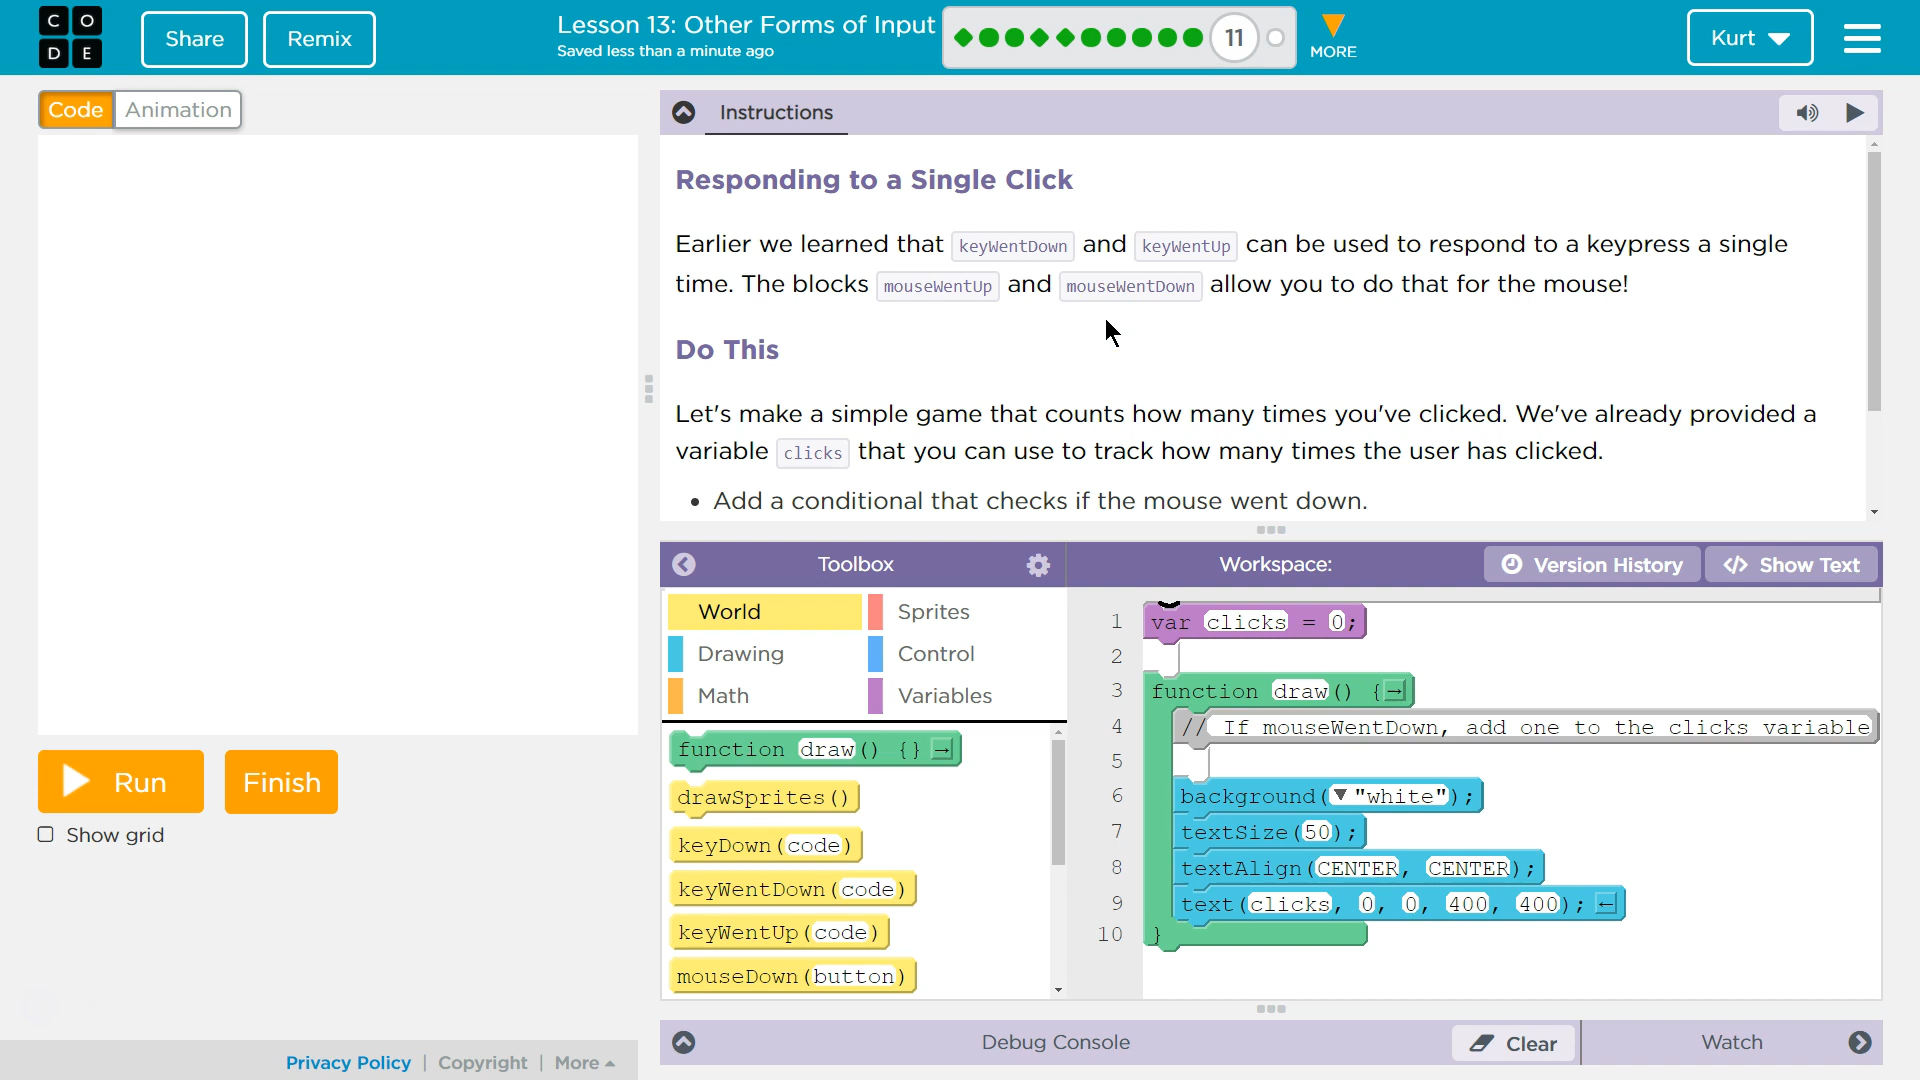 C O
D E
Share
Remix
Lesson 13: Other Forms of Input
Saved less than a minute ago
11
MORE
Kurt
Code
Animation
Instructions
Responding to a Single Click
Earlier we learned that keyWentDown and keyWentUp can be used to respond to a keypress a single
time. The blocks mouseWentUp and mouseWentDown allow you to do that for the mouse!
Do This
Let's make a simple game that counts how many times you've clicked. We've already provided a
variable clicks that you can use to track how many times the user has clicked.
• Add a conditional that checks if the mouse went down.
Run
Finish
Show grid
Toolbox
Workspace:
Version History
</> Show Text
World
Sprites
Drawing
Control
Math
Variables
function draw() {}
drawSprites()
keyDown(code)
keyWentDown(code)
keyWentUp(code)
mouseDown(button)
1 var clicks = 0;
2
3 function draw() {
4 // If mouseWentDown, add one to the clicks variable
5
6 background("white");
7 textSize(50);
8 textAlign(CENTER, CENTER);
9 text(clicks, 0, 0, 400, 400);
10 }
Debug Console
Clear
Watch
Privacy Policy | Copyright | More